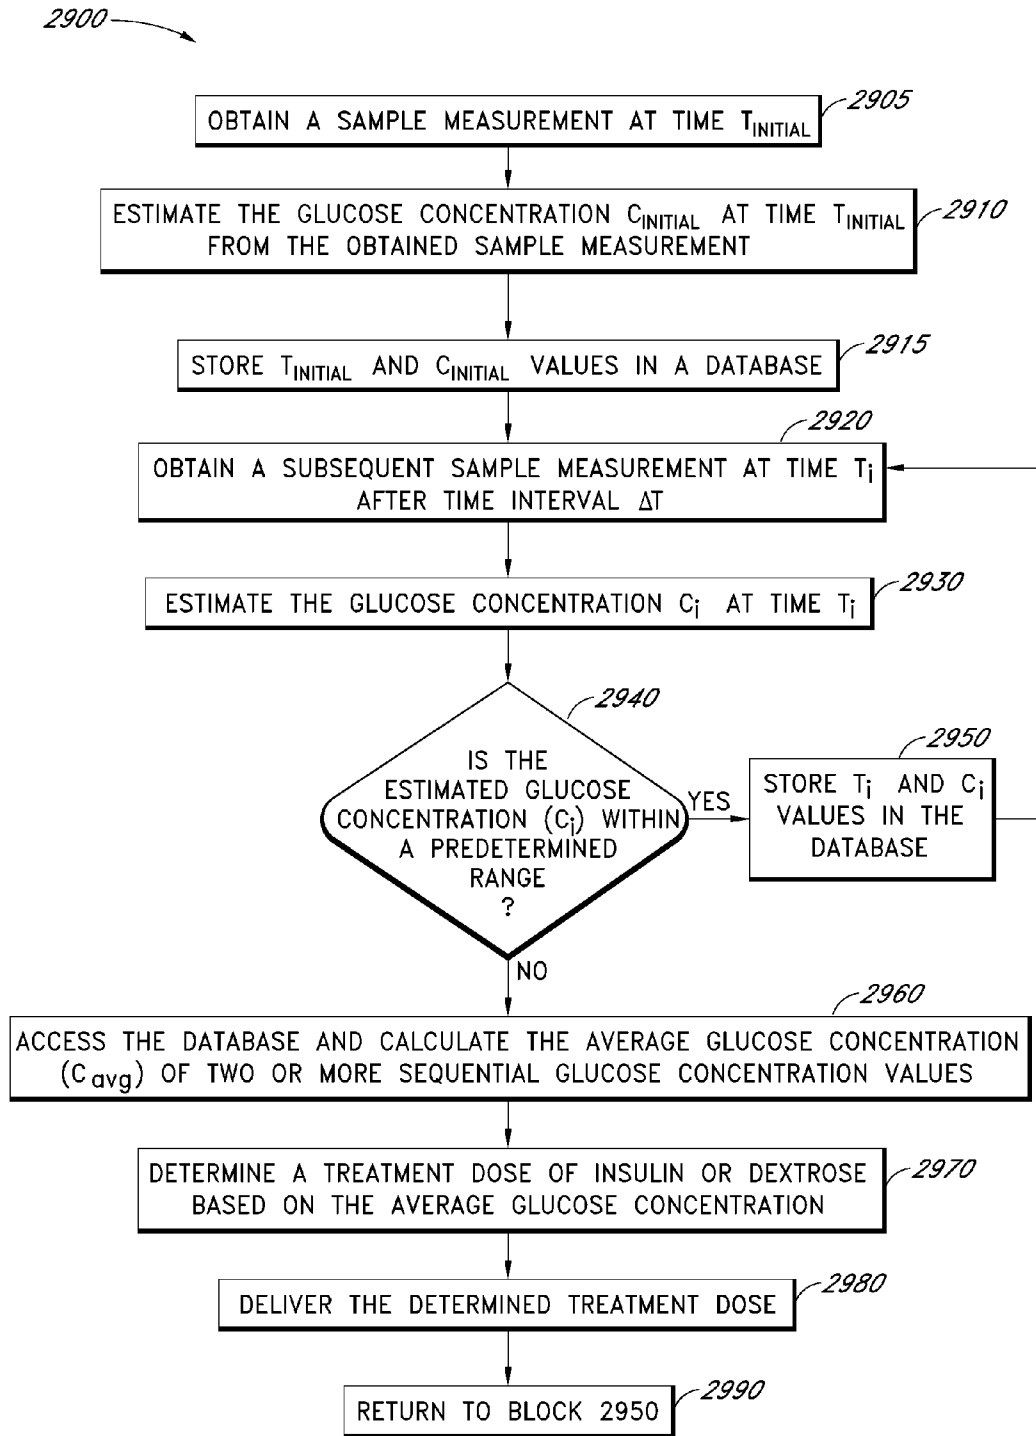 2900
2905
OBTAIN A SAMPLE MEASUREMENT AT TIME TINITIAL
2910
ESTIMATE THE GLUCOSE CONCENTRATION CINITIAL AT TIME TINITIAL
FROM THE OBTAINED SAMPLE MEASUREMENT
2915
STORE TINITIAL AND CINITIAL VALUES IN A DATABASE
2920
OBTAIN A SUBSEQUENT SAMPLE MEASUREMENT AT TIME Ti
AFTER TIME INTERVAL ΔT
2930
ESTIMATE THE GLUCOSE CONCENTRATION Ci AT TIME Ti
2940
IS THE
ESTIMATED GLUCOSE
CONCENTRATION (Ci) WITHIN
A PREDETERMINED
RANGE
?
YES
2950
STORE Ti AND Ci
VALUES IN THE
DATABASE
NO
2960
ACCESS THE DATABASE AND CALCULATE THE AVERAGE GLUCOSE CONCENTRATION
(Cavg) OF TWO OR MORE SEQUENTIAL GLUCOSE CONCENTRATION VALUES
2970
DETERMINE A TREATMENT DOSE OF INSULIN OR DEXTROSE
BASED ON THE AVERAGE GLUCOSE CONCENTRATION
2980
DELIVER THE DETERMINED TREATMENT DOSE
2990
RETURN TO BLOCK 2950